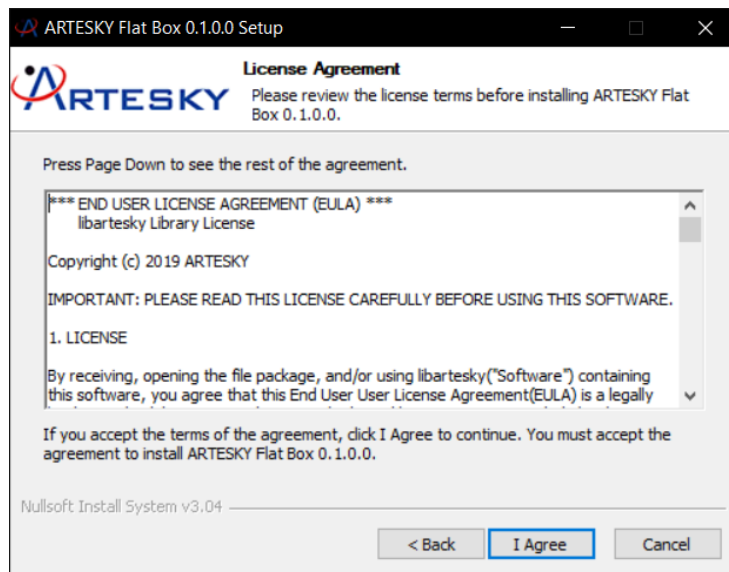 ARTESKY Flat Box 0.1.0.0 Setup
ARTESKY
License Agreement
Please review the license terms before installing ARTESKY Flat
Box 0.1.0.0.
Press Page Down to see the rest of the agreement.
*** END USER LICENSE AGREEMENT (EULA) ***
libartesky Library License
Copyright (c) 2019 ARTESKY
IMPORTANT: PLEASE READ THIS LICENSE CAREFULLY BEFORE USING THIS SOFTWARE.
1. LICENSE
By receiving, opening the file package, and/or using libartesky("Software") containing
this software, you agree that this End User User License Agreement(EULA) is a legally
If you accept the terms of the agreement, click I Agree to continue. You must accept the
agreement to install ARTESKY Flat Box 0.1.0.0.
Nullsoft Install System v3.04
< Back
I Agree
Cancel